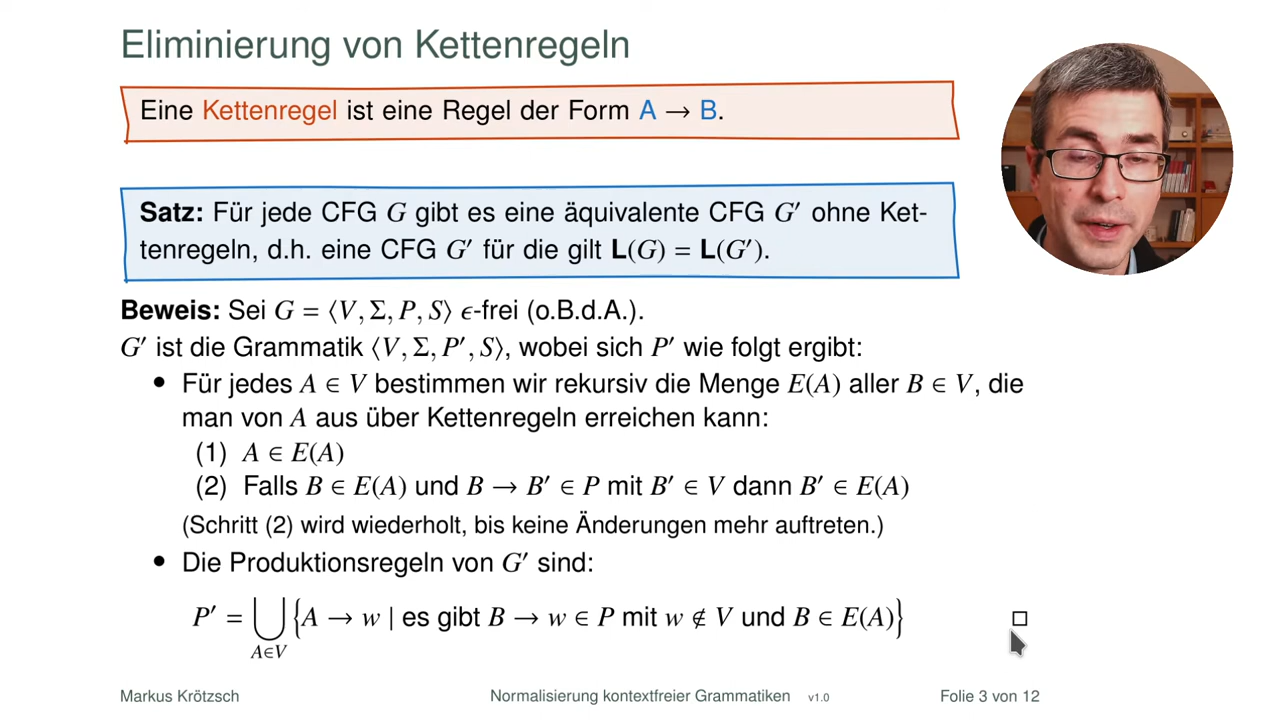 Eliminierung von Kettenregeln
Eine Kettenregel ist eine Regel der Form A → B.
Satz: Für jede CFG G gibt es eine äquivalente CFG G′ ohne Ket-
tenregeln, d.h. eine CFG G′ für die gilt L(G) = L(G′).
Beweis: Sei G = ⟨V, Σ, P, S⟩ ϵ-frei (o.B.d.A.).
G′ ist die Grammatik ⟨V, Σ, P′, S⟩, wobei sich P′ wie folgt ergibt:
• Für jedes A ∈ V bestimmen wir rekursiv die Menge E(A) aller B ∈ V, die
man von A aus über Kettenregeln erreichen kann:
(1) A ∈ E(A)
(2) Falls B ∈ E(A) und B → B′ ∈ P mit B′ ∈ V dann B′ ∈ E(A)
(Schritt (2) wird wiederholt, bis keine Änderungen mehr auftreten.)
• Die Produktionsregeln von G′ sind:
P′ = ⋃ {A → w | es gibt B → w ∈ P mit w ∉ V und B ∈ E(A)} □
A∈V
Markus Krötzsch Normalisierung kontextfreier Grammatiken v1.0 Folie 3 von 12